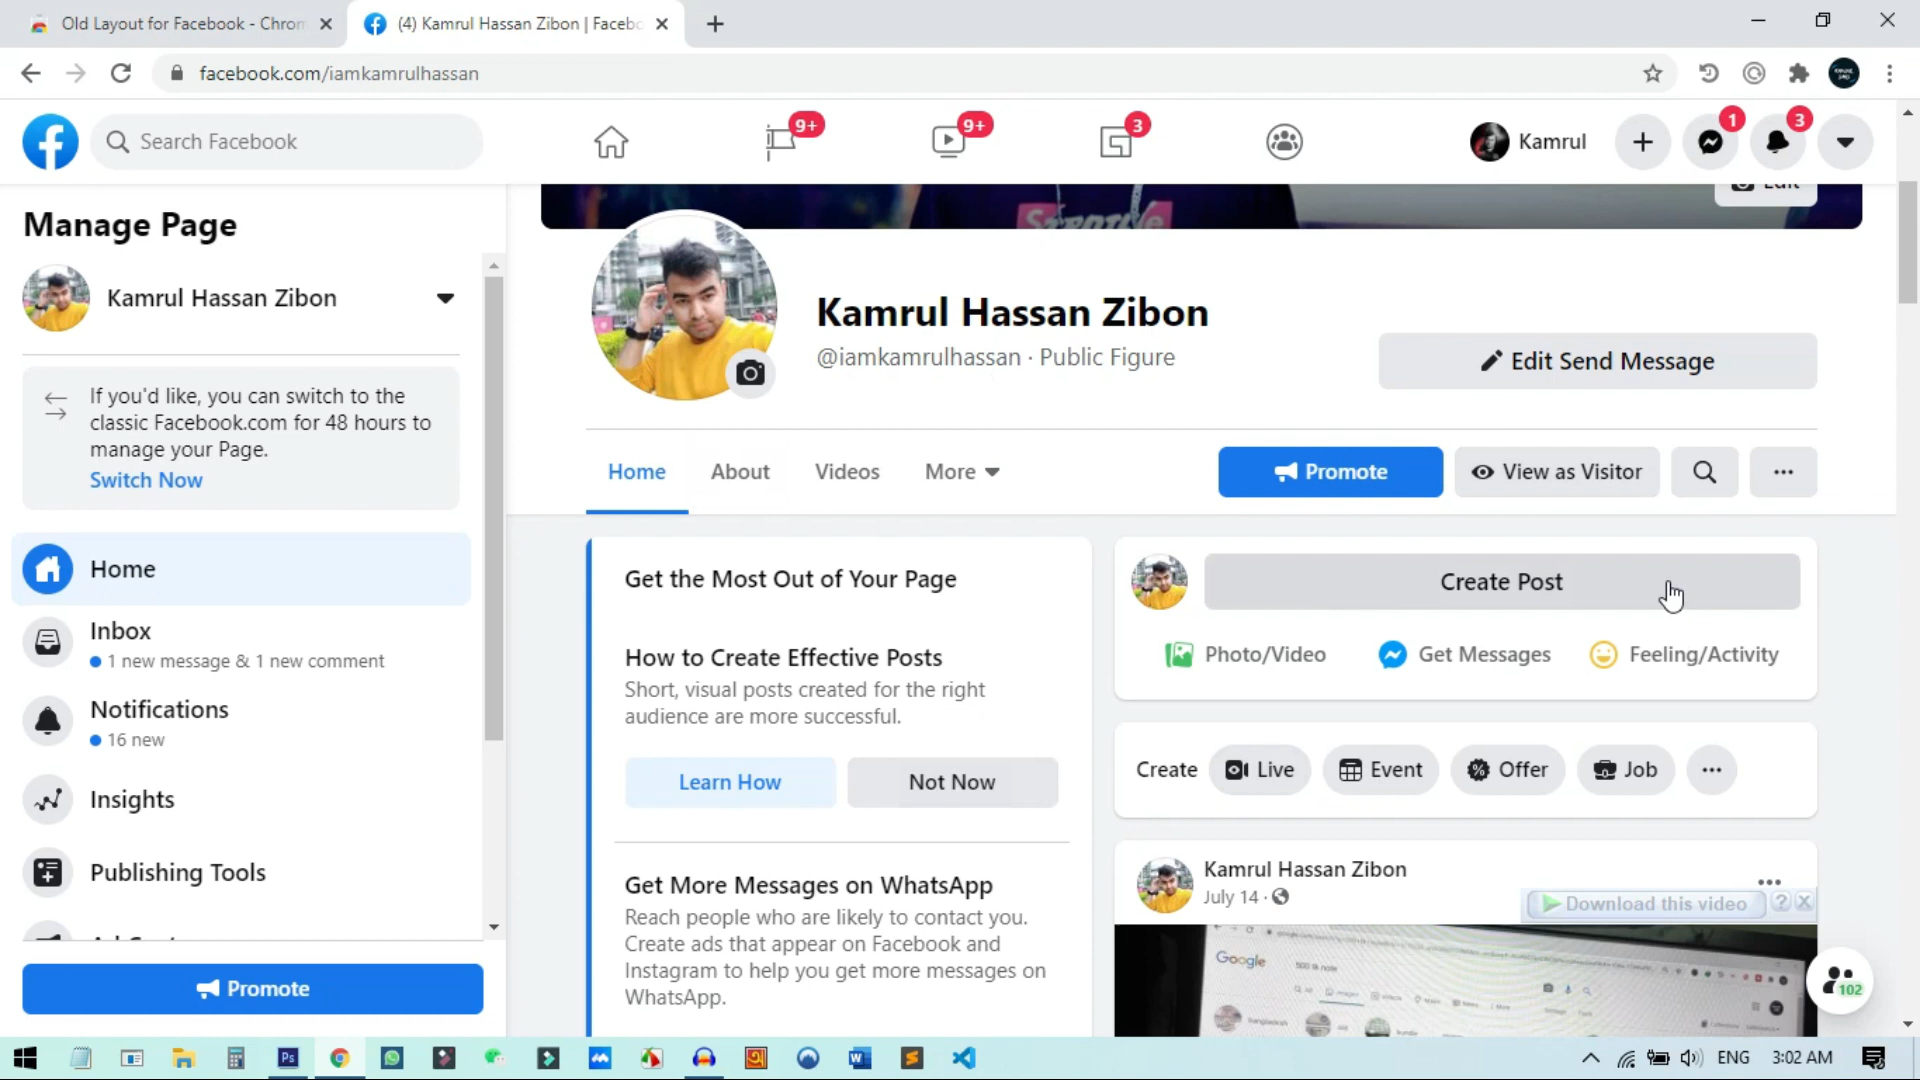 Old Layout for Facebook - Chrom
(4) Kamrul Hassan Zibon | Facebo
facebook.com/iamkamrulhassan
Search Facebook
9+
9+
3
Kamrul
1
3
Manage Page
Kamrul Hassan Zibon
If you'd like, you can switch to the
classic Facebook.com for 48 hours to
manage your Page.
Switch Now
Home
Inbox
1 new message & 1 new comment
Notifications
16 new
Insights
Publishing Tools
Promote
Edit
Kamrul Hassan Zibon
@iamkamrulhassan · Public Figure
Edit Send Message
Home
About
Videos
More
Promote
View as Visitor
Get the Most Out of Your Page
How to Create Effective Posts
Short, visual posts created for the right
audience are more successful.
Learn How
Not Now
Get More Messages on WhatsApp
Reach people who are likely to contact you.
Create ads that appear on Facebook and
Instagram to help you get more messages on
WhatsApp.
Create Post
Photo/Video
Get Messages
Feeling/Activity
Create
Live
Event
Offer
Job
Kamrul Hassan Zibon
July 14 ·
Download this video
Google
500 tk note
102
Ps
ENG
3:02 AM